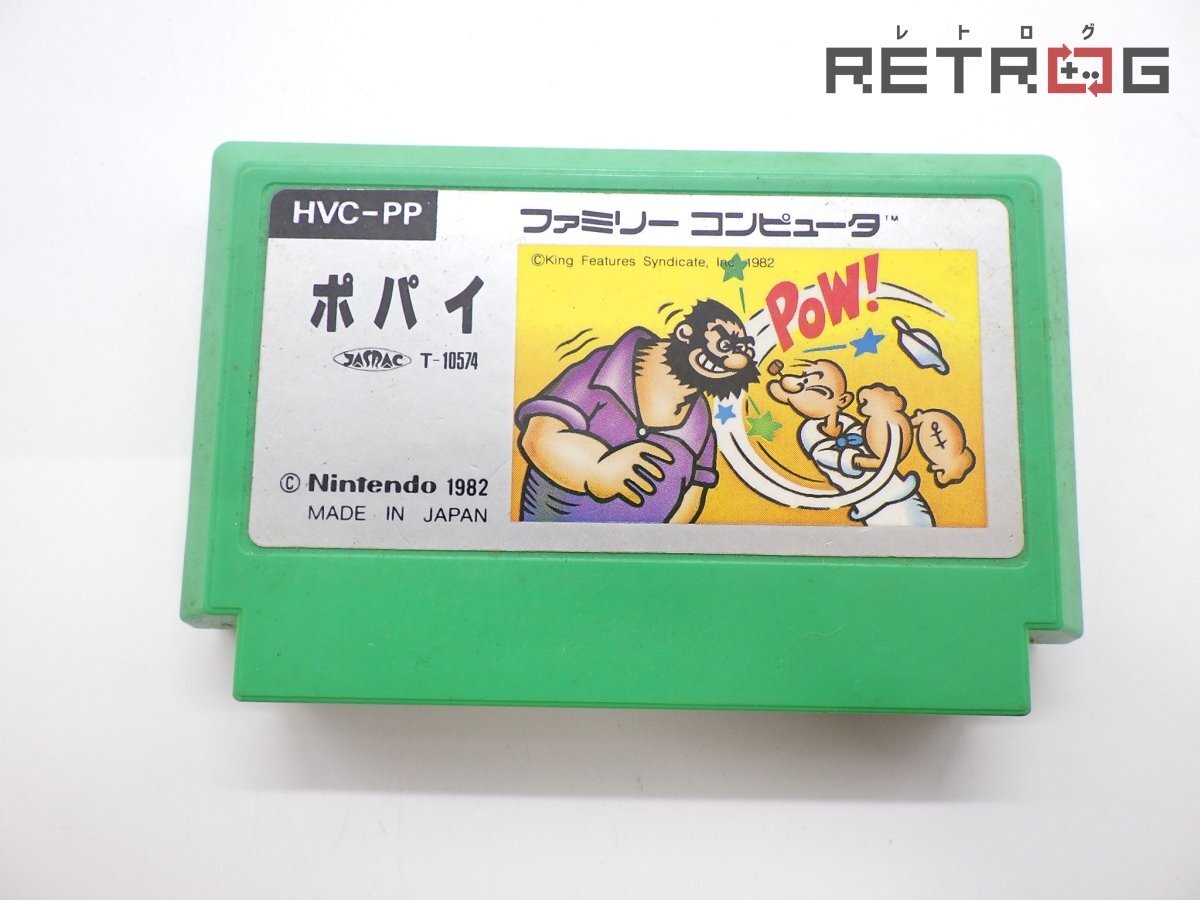 レトログ
RETROG
HVC-PP
ファミリー コンピュータ™
©King Features Syndicate, Inc. 1982
ポパイ
POW!
JASRAC T-10574
© Nintendo 1982
MADE IN JAPAN